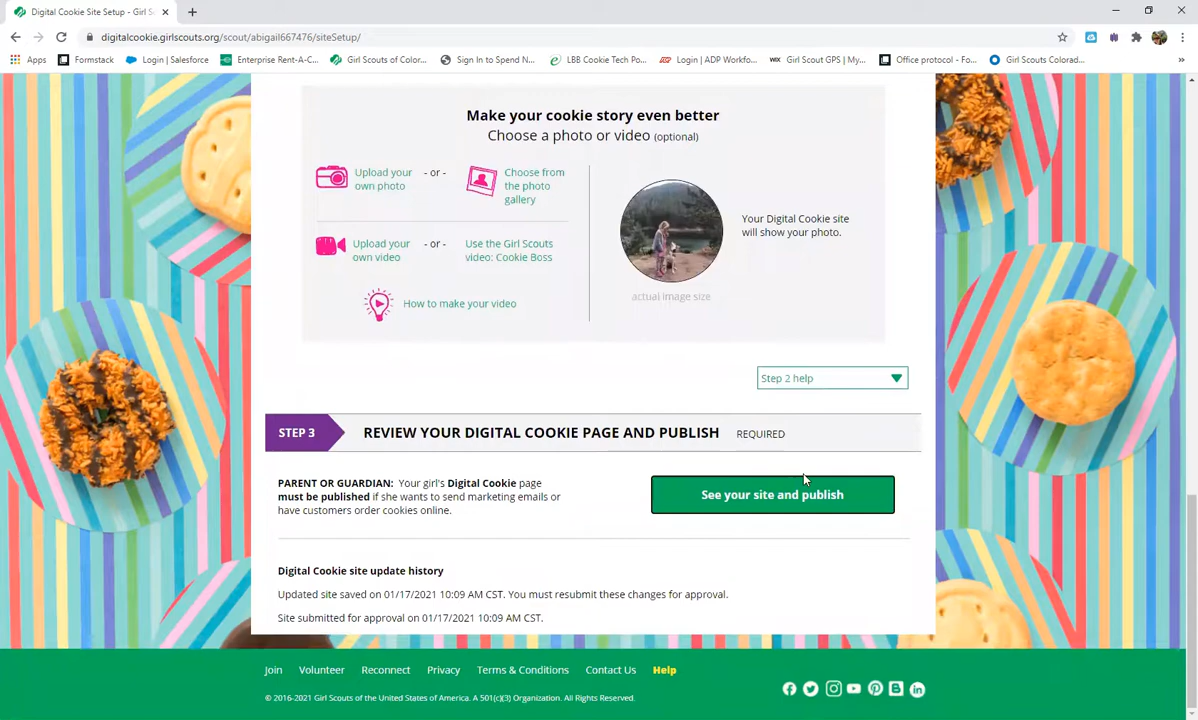 Digital Cookie Site Setup - Girl S
digitalcookie.girlscouts.org/scout/abigail667476/siteSetup/
Apps
Formstack
Login | Salesforce
Enterprise Rent-A-C...
Girl Scouts of Color...
Sign In to Spend N...
LBB Cookie Tech Po...
Login | ADP Workfo...
WIX
Girl Scout GPS | My...
Office protocol - Fo...
Girl Scouts Colorad...
»
Make your cookie story even better
Choose a photo or video (optional)
Upload your
own photo
- or -
Choose from
the photo
gallery
Upload your
own video
- or -
Use the Girl Scouts
video: Cookie Boss
How to make your video
actual image size
Your Digital Cookie site
will show your photo.
Step 2 help
STEP 3
REVIEW YOUR DIGITAL COOKIE PAGE AND PUBLISH REQUIRED
PARENT OR GUARDIAN: Your girl's Digital Cookie page
must be published if she wants to send marketing emails or
have customers order cookies online.
See your site and publish
Digital Cookie site update history
Updated site saved on 01/17/2021 10:09 AM CST. You must resubmit these changes for approval.
Site submitted for approval on 01/17/2021 10:09 AM CST.
Join Volunteer Reconnect Privacy Terms & Conditions Contact Us Help
© 2016-2021 Girl Scouts of the United States of America. A 501(c)(3) Organization. All Rights Reserved.